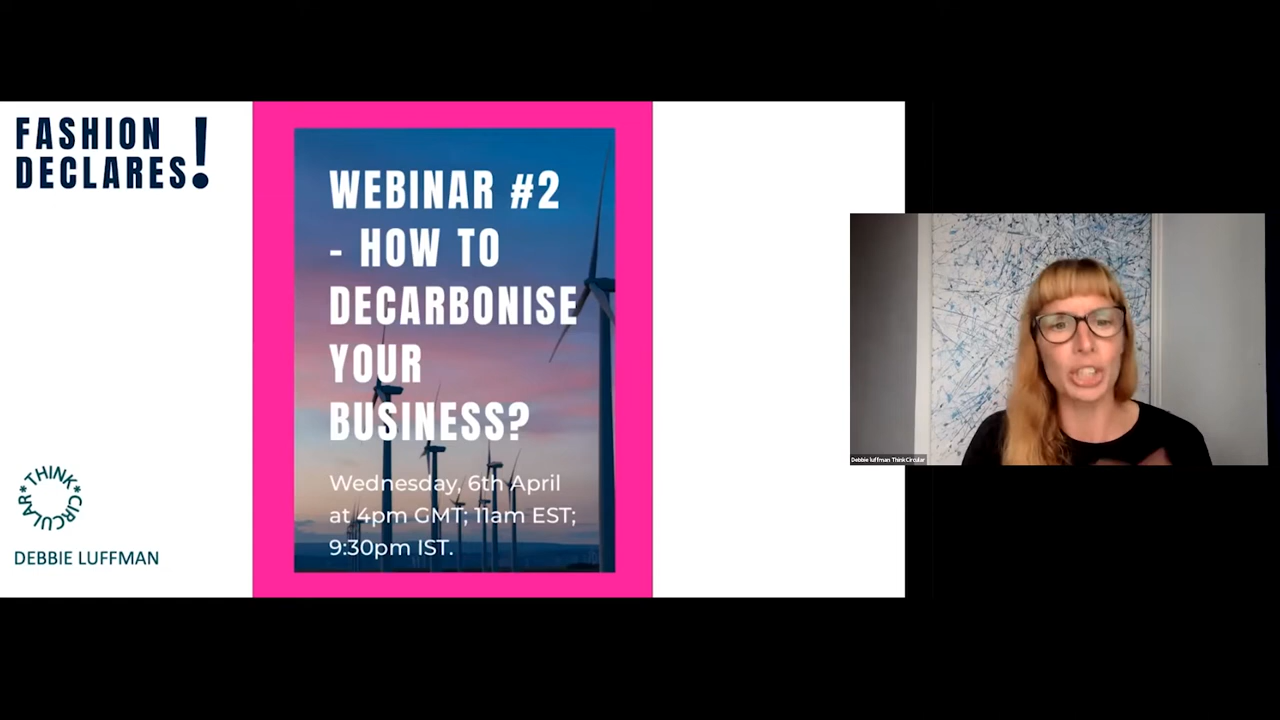 FASHION
DECLARES!
WEBINAR #2
- HOW TO
DECARBONISE
YOUR
BUSINESS?
Wednesday, 6th April
at 4pm GMT; 11am EST;
9:30pm IST.
*THINK*
CIRCULAR
DEBBIE LUFFMAN
Debbie luffman ThinkCircular